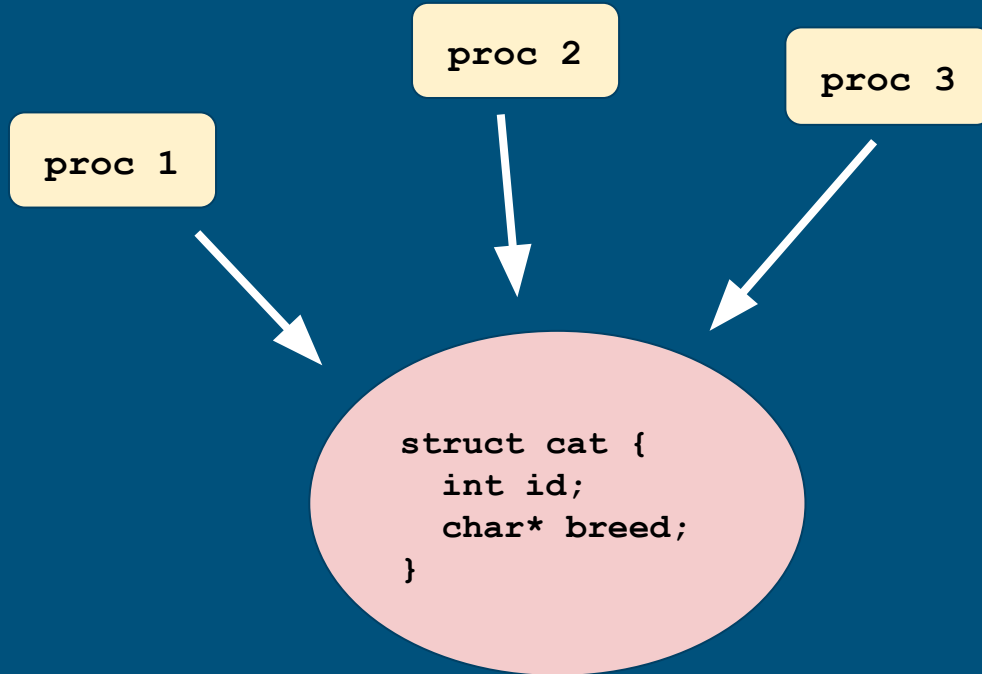 proc 1
proc 2
proc 3
struct cat {
  int id;
  char* breed;
}